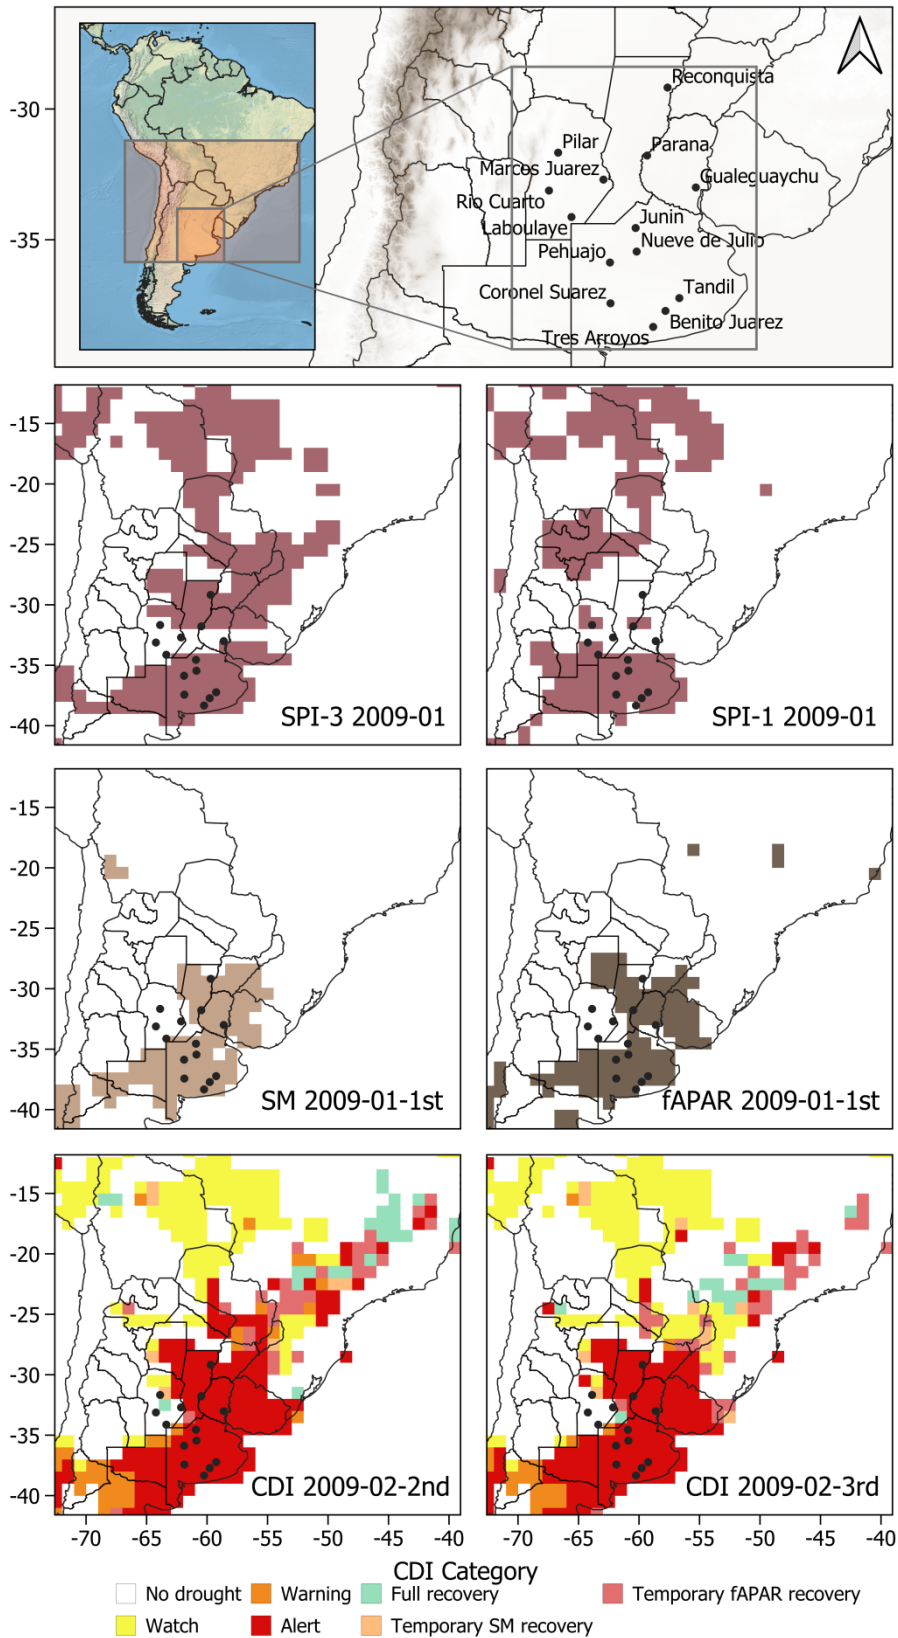 Reconquista
-30
Pilar
Parana
Marcos Juarez
Gualeguaychu
Rio Cuarto
Junin
Laboulaye
-35
Nueve de Julio
Pehuajo
Tandil
Coronel Suarez
Benito Juarez
Tres Arroyos
-15
-20
-25
-30
-35
-40
SPI-3 2009-01
SPI-1 2009-01
-15
-20
-25
-30
-35
-40
SM 2009-01-1st
fAPAR 2009-01-1st
-15
-20
-25
-30
-35
-40
CDI 2009-02-2nd
CDI 2009-02-3rd
-70 -65 -60 -55 -50 -45 -40
-70 -65 -60 -55 -50 -45 -40
CDI Category
No drought Warning Full recovery Temporary fAPAR recovery
Watch Alert Temporary SM recovery